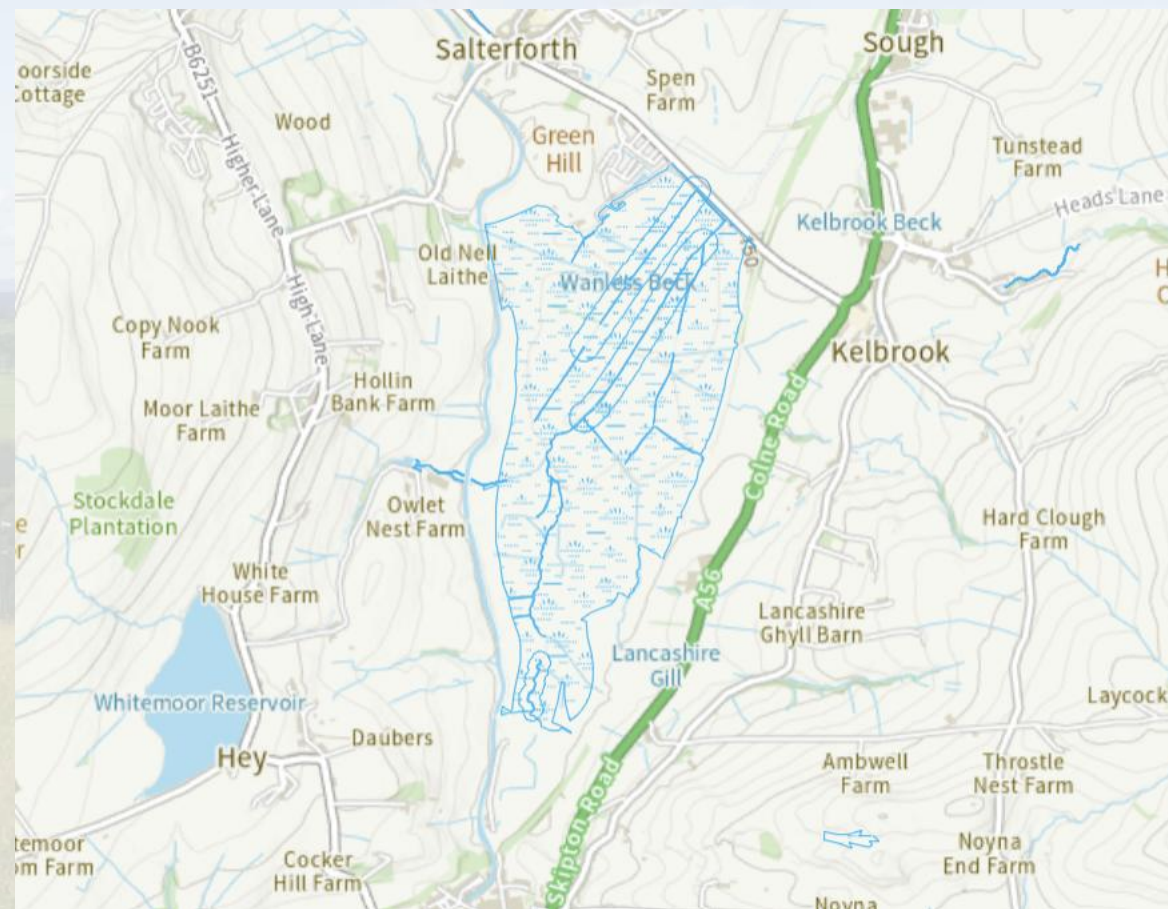 Salterforth
Sough
oorside
Cottage
B6251
Spen
Farm
Wood
Green
Hill
Tunstead
Farm
Higher Lane
Heads Lane
Kelbrook Beck
Old Nell
Laithe
Wanless Beck
High Lane
Copy Nook
Farm
Kelbrook
Hollin
Bank Farm
Moor Laithe
Farm
Colne Road
Stockdale
Plantation
Owlet
Nest Farm
Hard Clough
Farm
White
House Farm
A56
Lancashire
Ghyll Barn
Lancashire
Gill
Whitemoor Reservoir
Laycock
Hey
Daubers
Ambwell
Farm
Throstle
Nest Farm
Skipton Road
temoor
om Farm
Cocker
Hill Farm
Noyna
End Farm
Noyna